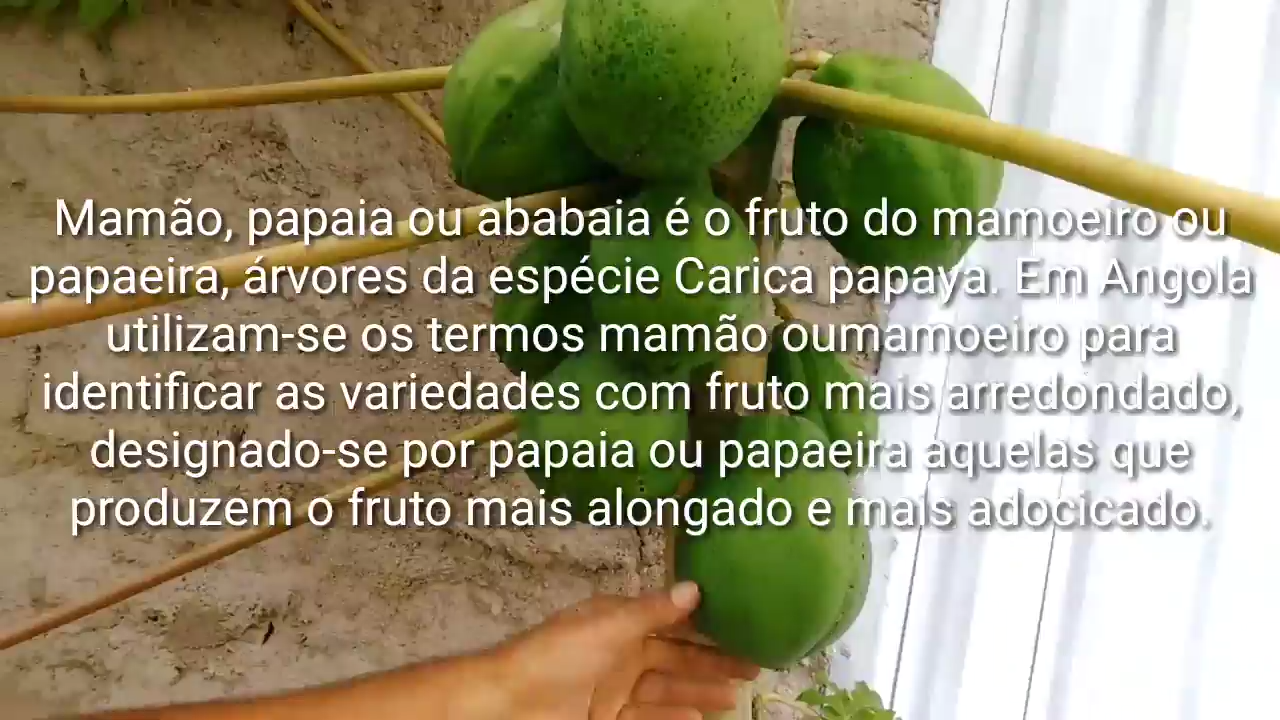 Mamão, papaia ou ababaia é o fruto do mamoeiro ou
papaeira, árvores da espécie Carica papaya. Em Angola
utilizam-se os termos mamão oumamoeiro para
identificar as variedades com fruto mais arredondado,
designado-se por papaia ou papaeira aquelas que
produzem o fruto mais alongado e mais adocicado.